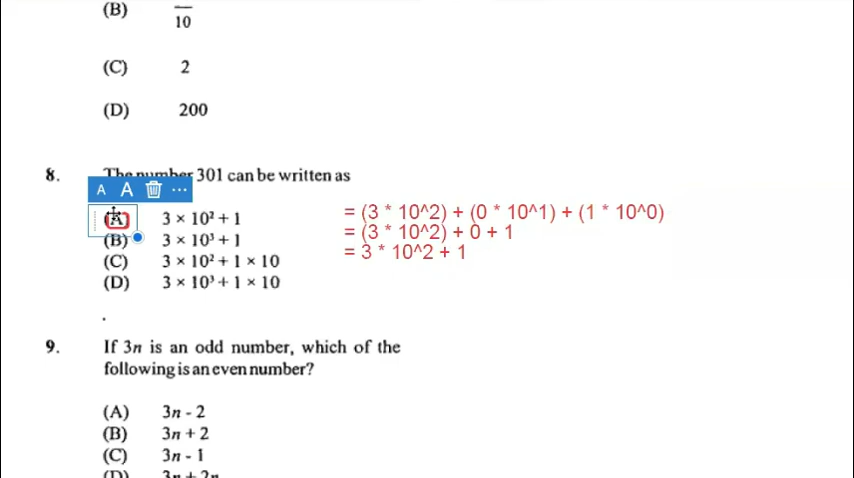 (B)
10
(C) 2
(D) 200
8. The number 301 can be written as
A A ...
(A) 3 × 10² + 1
= (3 * 10^2) + (0 * 10^1) + (1 * 10^0)
(B) 3 × 10³ + 1
= (3 * 10^2) + 0 + 1
(C) 3 × 10² + 1 × 10
= 3 * 10^2 + 1
(D) 3 × 10³ + 1 × 10
9. If 3n is an odd number, which of the
following is an even number?
(A) 3n - 2
(B) 3n + 2
(C) 3n - 1
(D) 3n + 2n